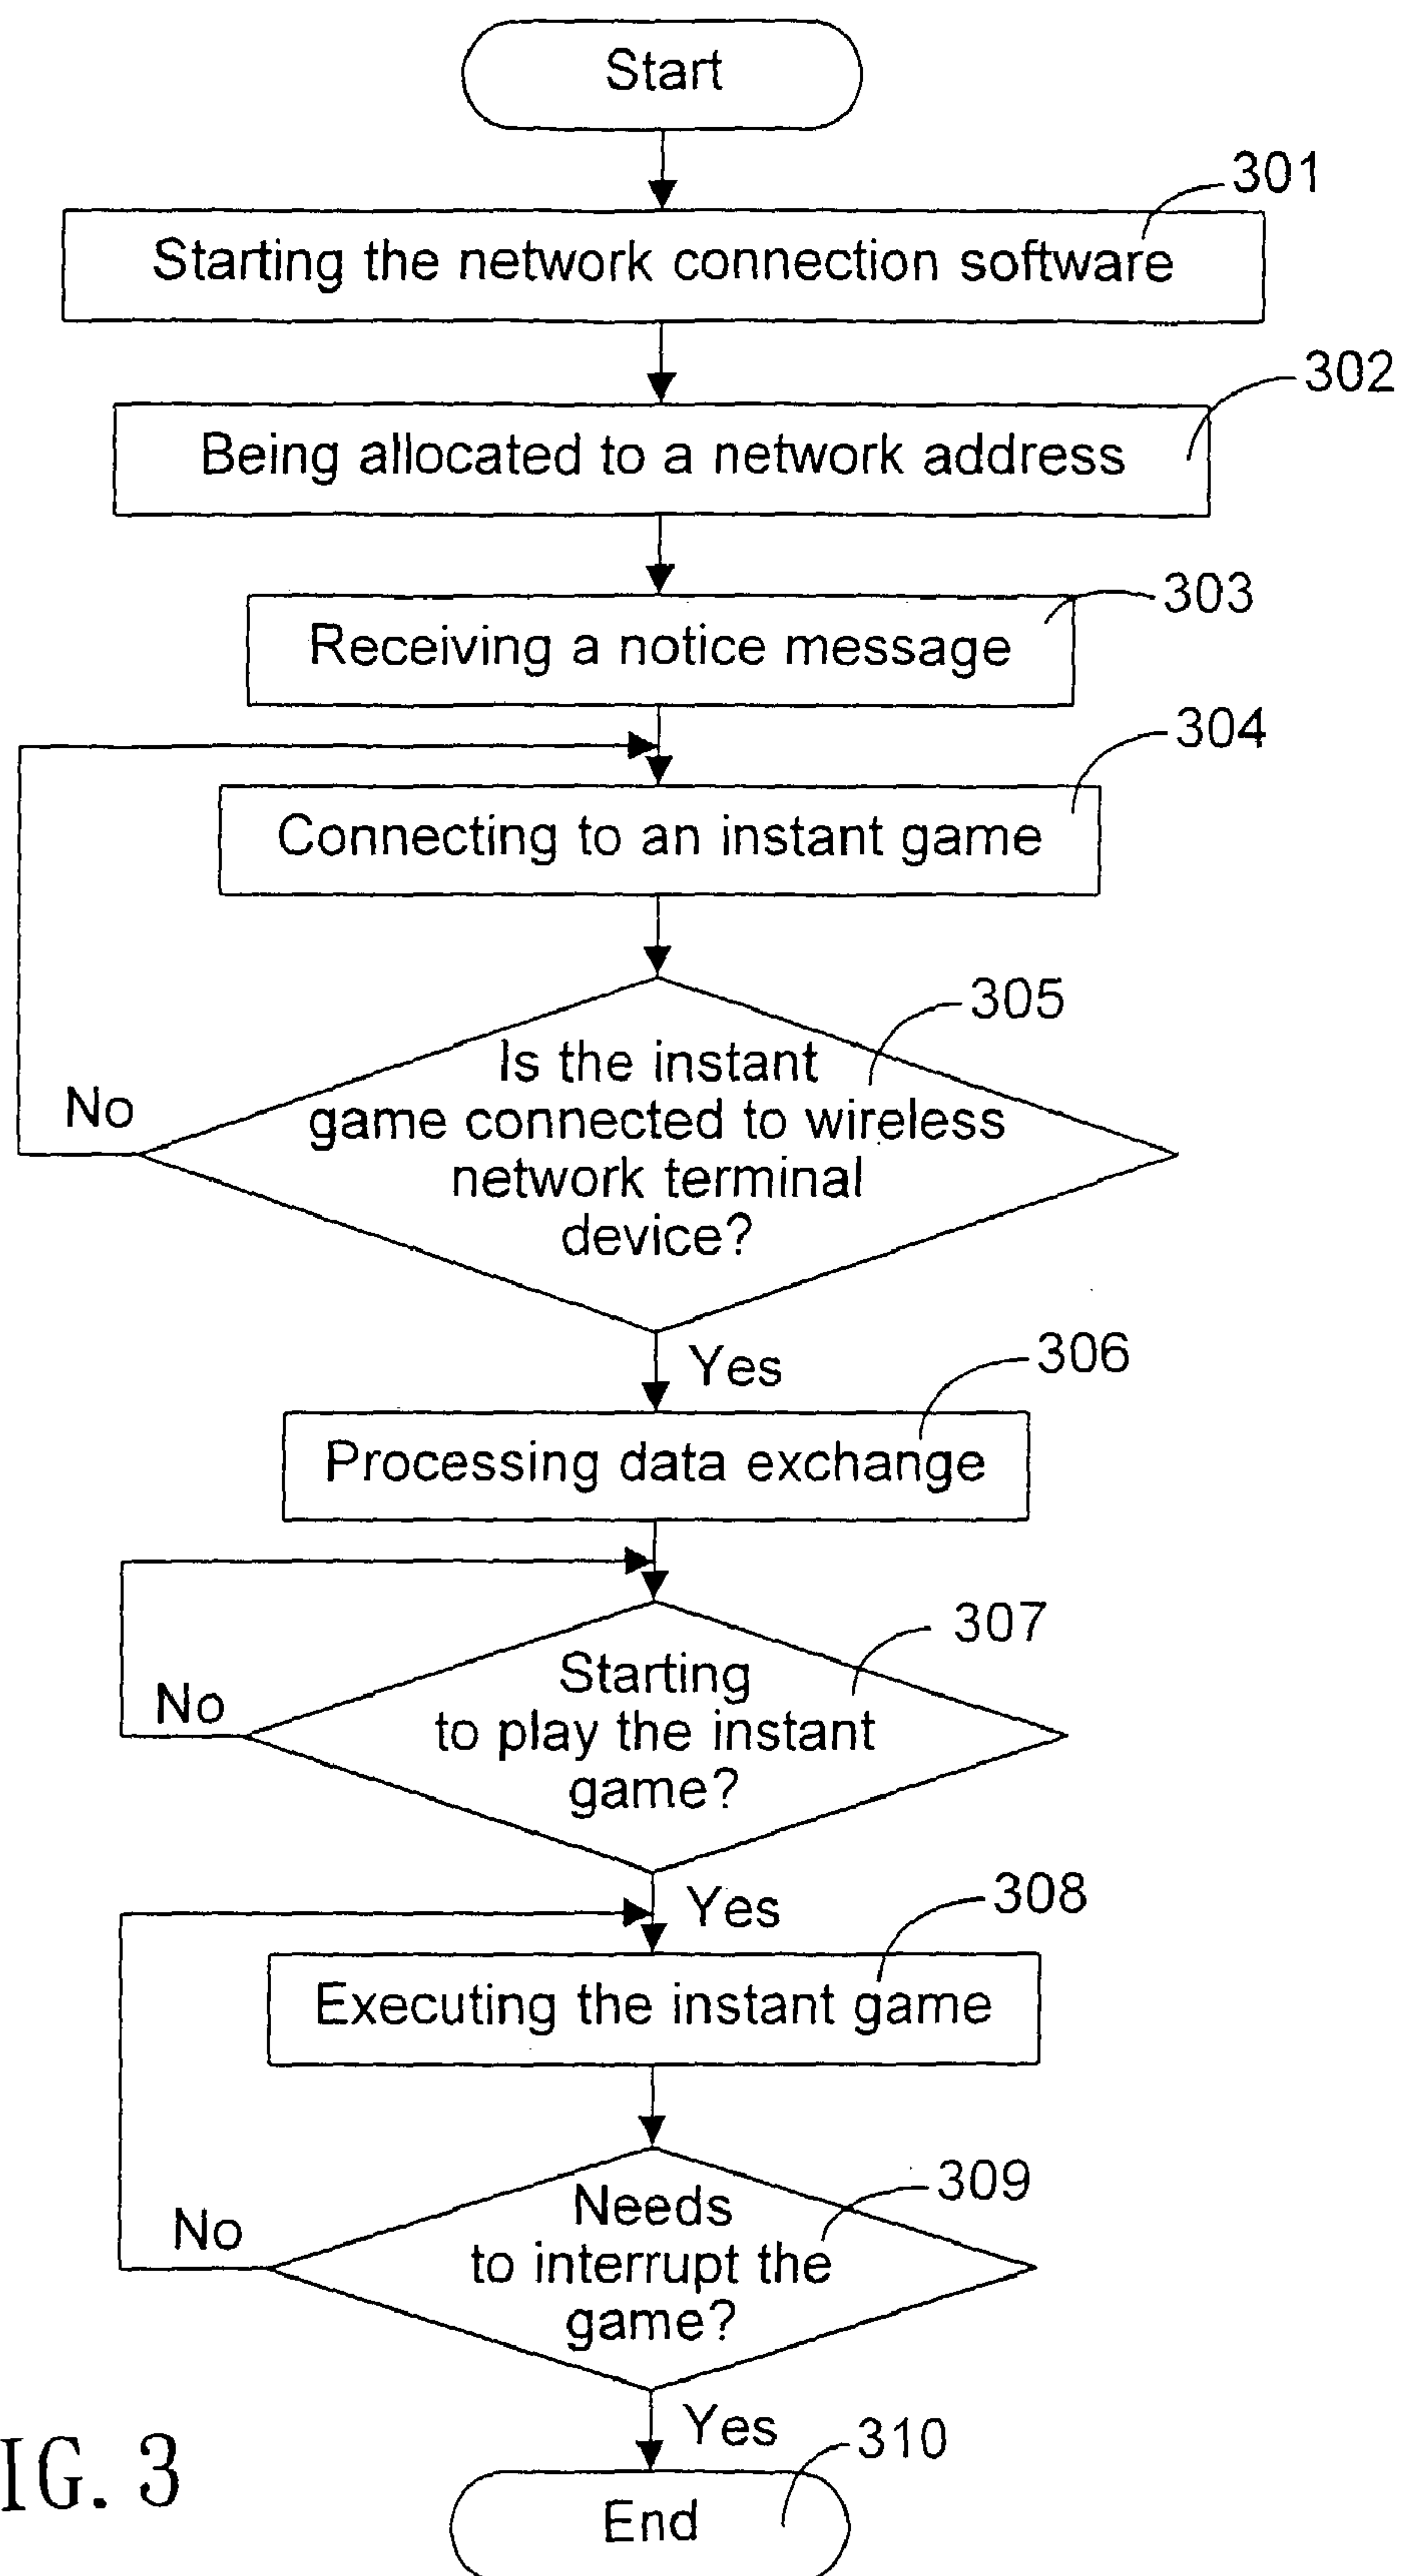 Start
301
Starting the network connection software
302
Being allocated to a network address
303
Receiving a notice message
304
Connecting to an instant game
305
Is the instant
game connected to wireless
network terminal
device?
No
Yes
306
Processing data exchange
307
Starting
to play the instant
game?
No
Yes
308
Executing the instant game
309
Needs
to interrupt the
game?
No
Yes
310
End
IG. 3